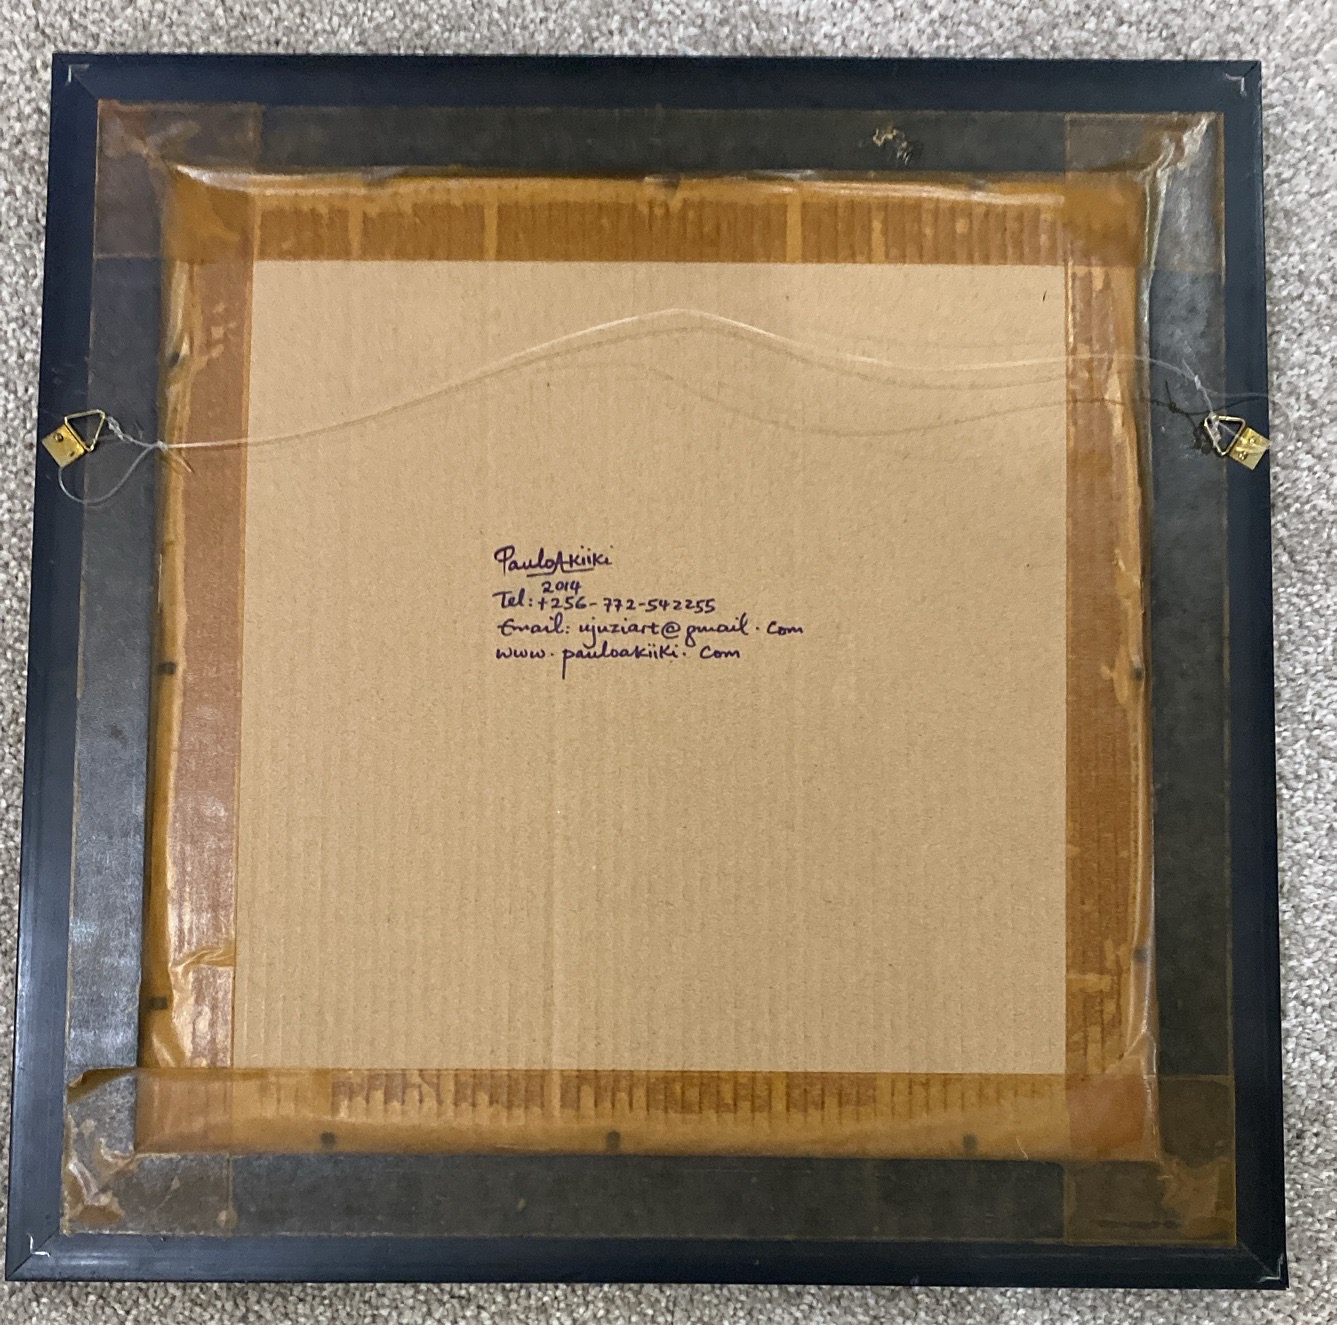 PauloAkiiki
2014
Tel: +256-772-542255
Email: ujuziart@gmail.com
www.pauloakiiki.com